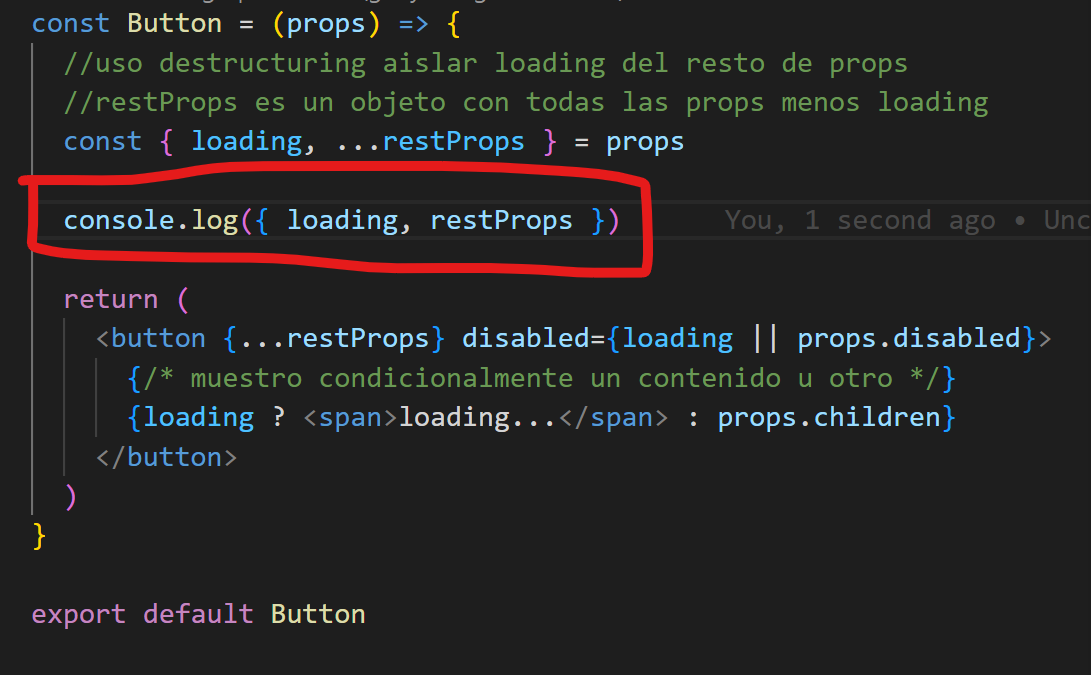 const Button = (props) => {
//uso destructuring aislar loading del resto de props
//restProps es un objeto con todas las props menos loading
const { loading, ...restProps } = props
console.log({ loading, restProps }) You, 1 second ago • Unc
return (
<button {...restProps} disabled={loading || props.disabled}>
{/* muestro condicionalmente un contenido u otro */}
{loading ? <span>loading...</span> : props.children}
</button>
)
}
export default Button